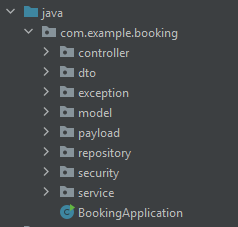 java
com.example.booking
controller
dto
exception
model
payload
repository
security
service
BookingApplication